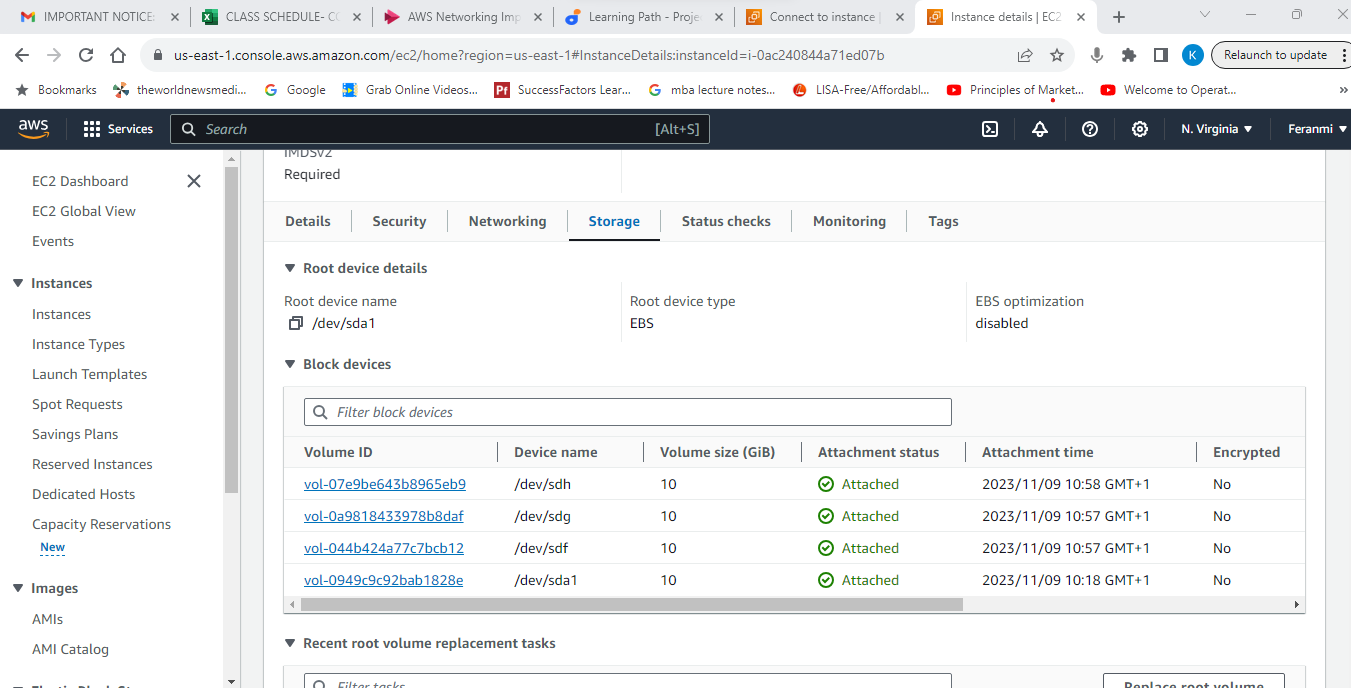 IMPORTANT NOTICE:
CLASS SCHEDULE- CO
AWS Networking Imp
Learning Path - Proje
Connect to instance |
Instance details | EC2
us-east-1.console.aws.amazon.com/ec2/home?region=us-east-1#InstanceDetails:instanceId=i-0ac240844a71ed07b
K
Relaunch to update
Bookmarks
theworldnewsmedi...
Google
Grab Online Videos...
Pf
SuccessFactors Lear...
mba lecture notes...
LISA-Free/Affordabl...
Principles of Market...
Welcome to Operat...
»
aws
Services
Search
[Alt+S]
N. Virginia
Feranmi
EC2 Dashboard
EC2 Global View
Events
Instances
Instances
Instance Types
Launch Templates
Spot Requests
Savings Plans
Reserved Instances
Dedicated Hosts
Capacity Reservations
New
Images
AMIs
AMI Catalog
IMDSv2
Required
Details
Security
Networking
Storage
Status checks
Monitoring
Tags
Root device details
Root device name
/dev/sda1
Root device type
EBS
EBS optimization
disabled
Block devices
Filter block devices
Volume ID Device name Volume size (GiB) Attachment status Attachment time Encrypted
vol-07e9be643b8965eb9 /dev/sdh 10 Attached 2023/11/09 10:58 GMT+1 No
vol-0a9818433978b8daf /dev/sdg 10 Attached 2023/11/09 10:57 GMT+1 No
vol-044b424a77c7bcb12 /dev/sdf 10 Attached 2023/11/09 10:57 GMT+1 No
vol-0949c9c92bab1828e /dev/sda1 10 Attached 2023/11/09 10:18 GMT+1 No
Recent root volume replacement tasks
Filter tasks
Replace root volume